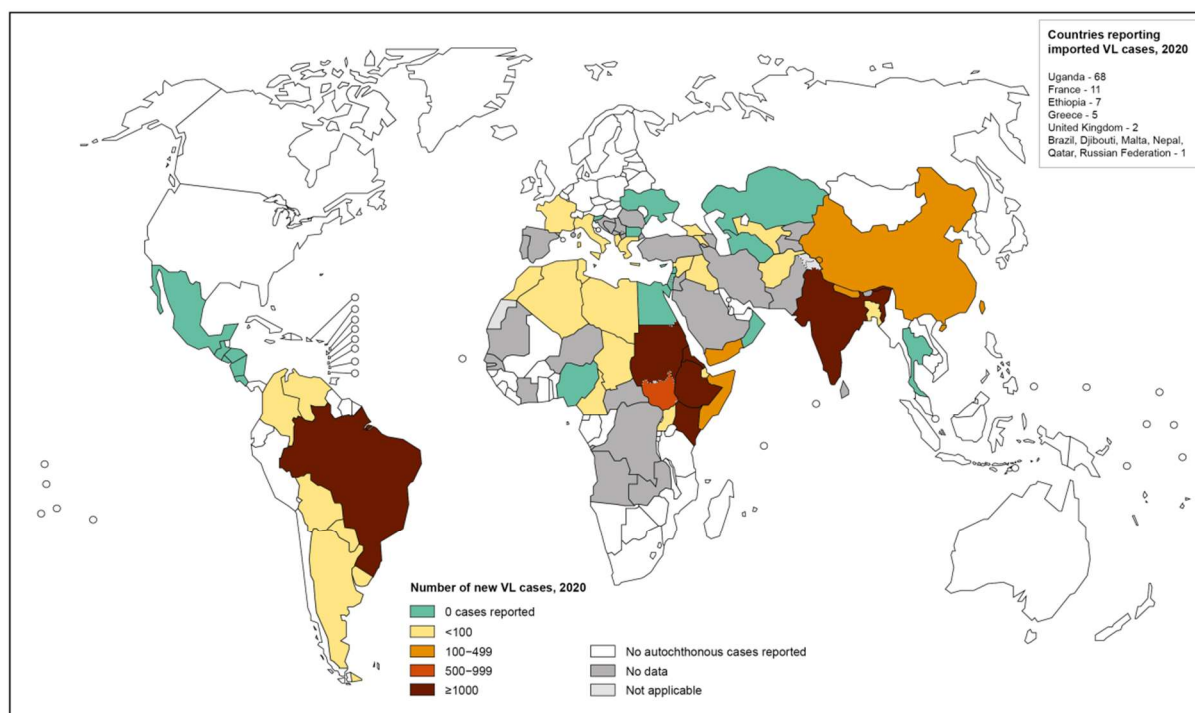 Countries reporting
imported VL cases, 2020
Uganda - 68
France - 11
Ethiopia - 7
Greece - 5
United Kingdom - 2
Brazil, Djibouti, Malta, Nepal,
Qatar, Russian Federation - 1
Number of new VL cases, 2020
0 cases reported
<100
100–499
500–999
≥1000
No autochthonous cases reported
No data
Not applicable